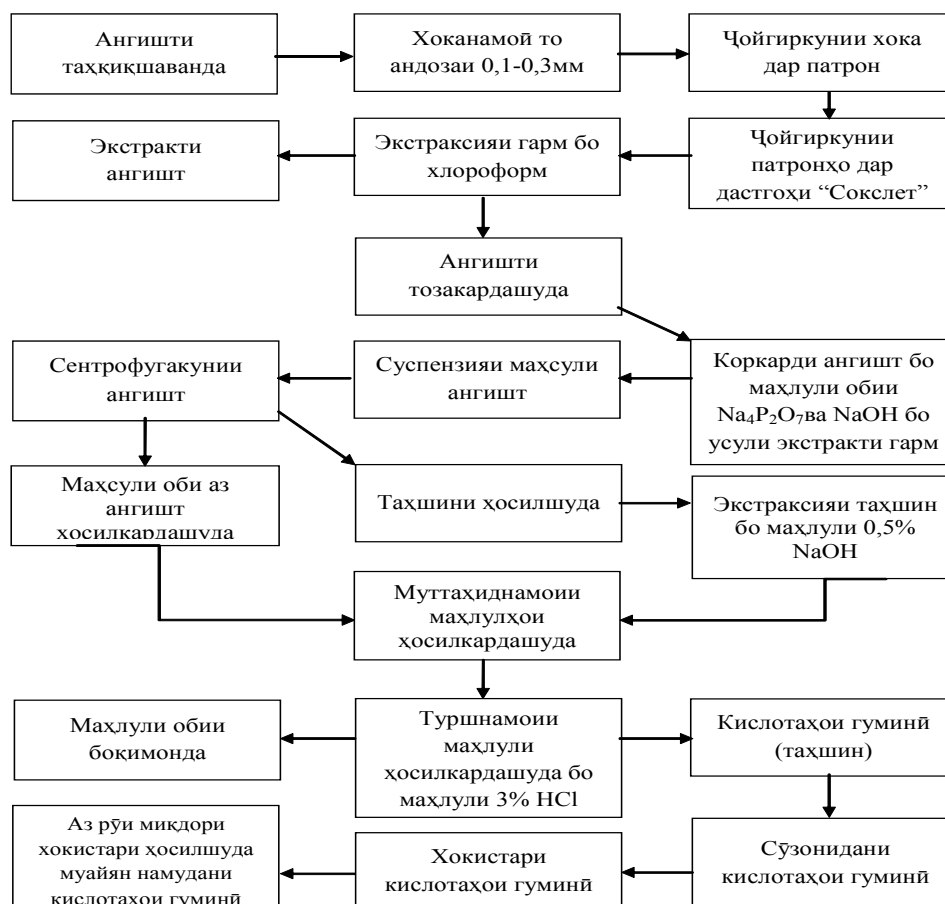 Ангишти
таҳқиқшаванда
Хоканамоӣ то
андозаи 0,1-0,3мм
Ҷойгиркунии хока
дар патрон
Экстракти
ангишт
Экстраксияи гарм бо
хлороформ
Ҷойгиркунии
патронҳо дар
дастгоҳи “Сокслет”
Ангишти
тозакардашуда
Сентрофугакунии
ангишт
Суспензияи маҳсули
ангишт
Коркарди ангишт бо
маҳлули обии
Na₄P₂O₇ва NaOH бо
усули экстракти гарм
Маҳсули оби аз
ангишт
ҳосилкардашуда
Таҳшини ҳосилшуда
Экстраксияи таҳшин
бо маҳлули 0,5%
NaOH
Муттаҳиднамоии
маҳлулҳои
ҳосилкардашуда
Маҳлули обии
боқимонда
Туршнамоии
маҳлули
ҳосилкардашуда бо
маҳлули 3% HCl
Кислотаҳои гуминӣ
(таҳшин)
Аз рӯи миқдори
хокистари ҳосилшуда
муайян намудани
кислотаҳои гуминӣ
Хокистари
кислотаҳои гуминӣ
Сӯзонидани
кислотаҳои гуминӣ